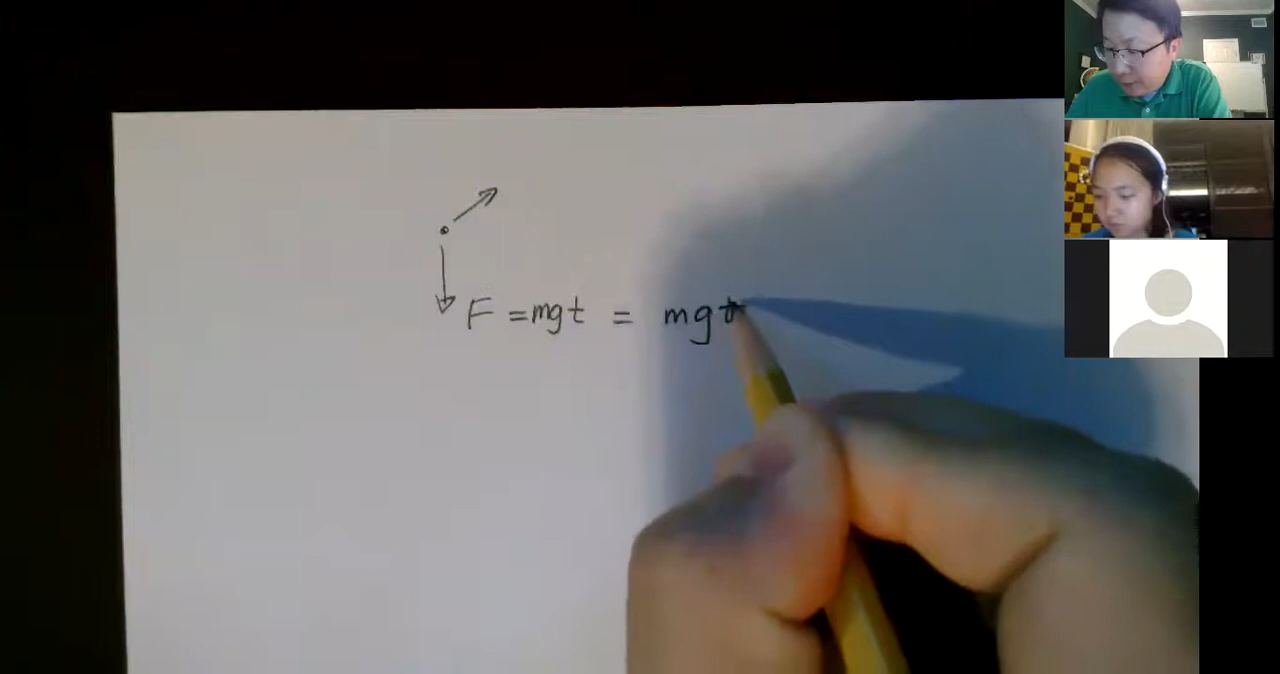 F = mgt = mgt